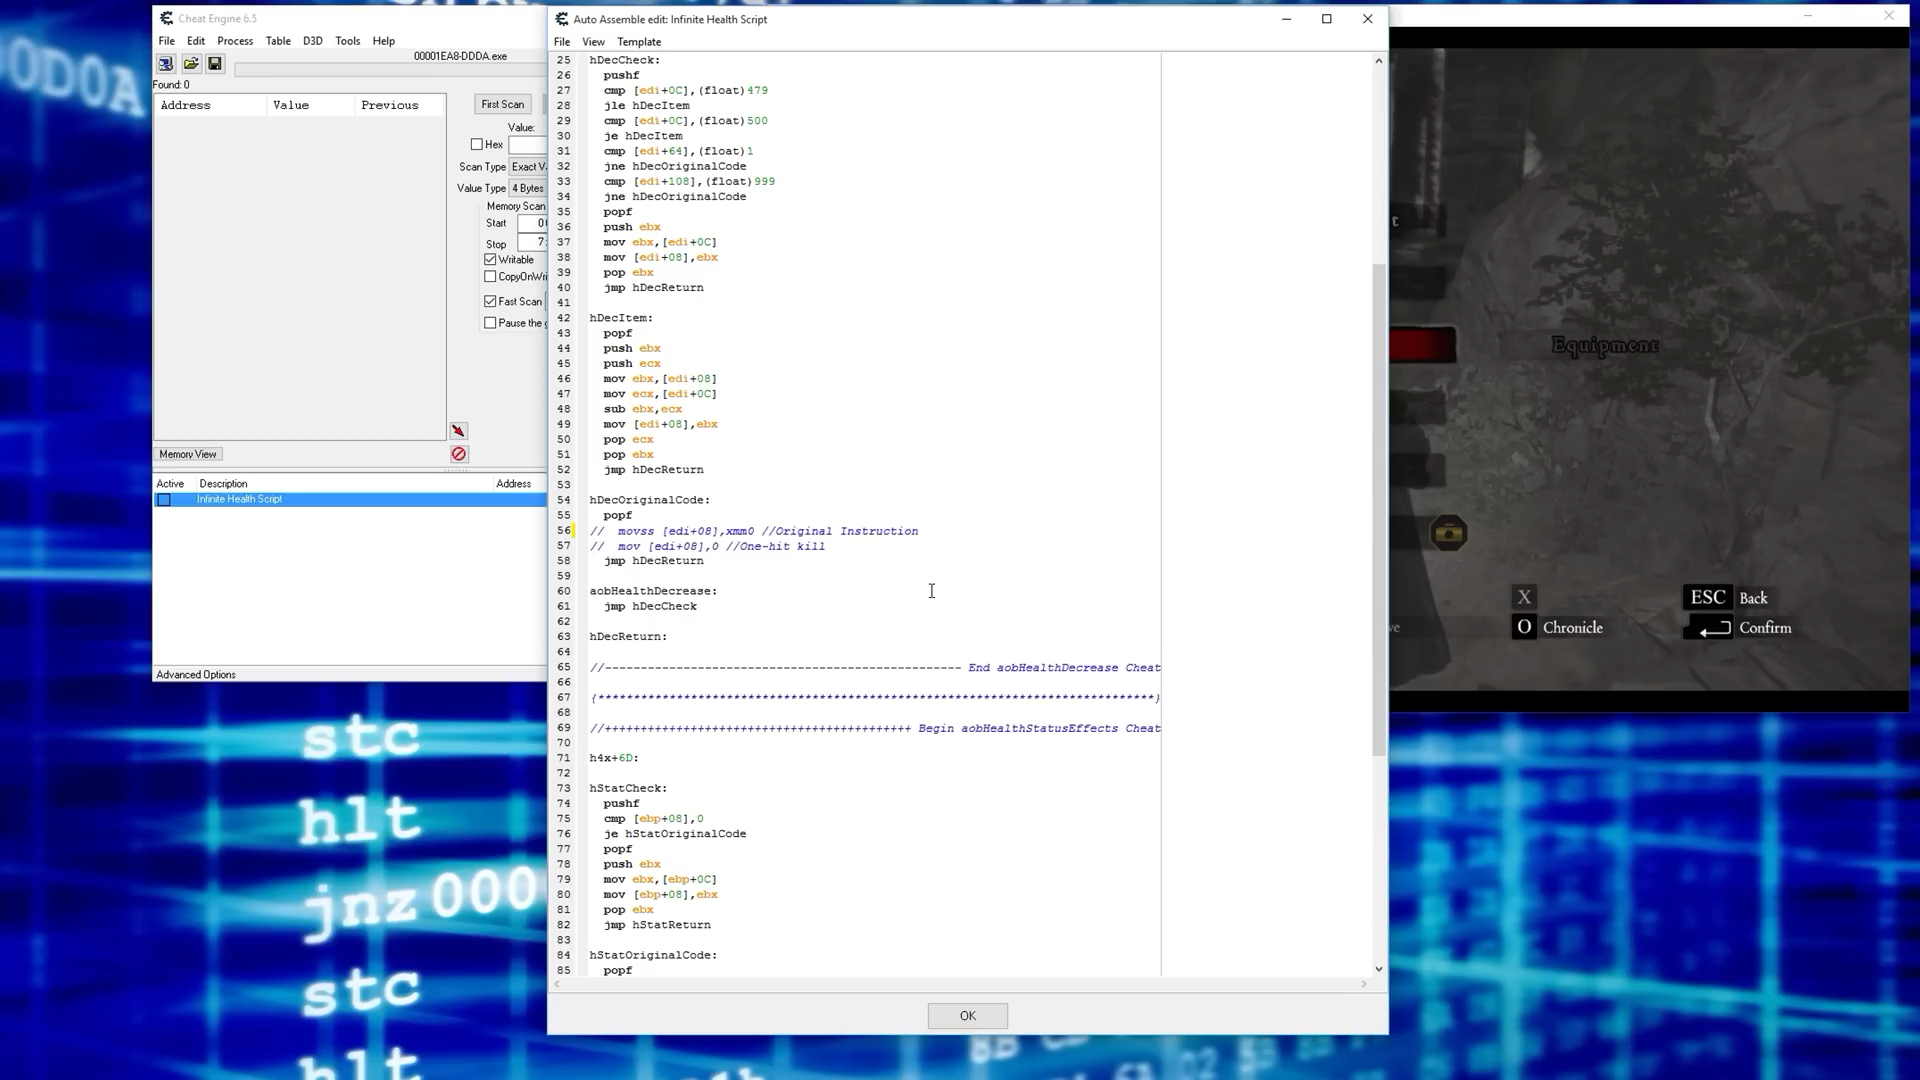 0D0A
Cheat Engine 6.5
File Edit Process Table D3D Tools Help
00001EA8-DDDA.exe
Found: 0
Address Value Previous
First Scan
Value:
Hex
Scan Type Exact V
Value Type 4 Bytes
Memory Scan
Start 0
Stop 7
Writable
CopyOnWri
Fast Scan
Pause the g
Memory View
Active Description Address
Infinite Health Script
Advanced Options
Auto Assemble edit: Infinite Health Script
File View Template
25 hDecCheck:
26 pushf
27 cmp [edi+0C],(float)479
28 jle hDecItem
29 cmp [edi+0C],(float)500
30 je hDecItem
31 cmp [edi+64],(float)1
32 jne hDecOriginalCode
33 cmp [edi+108],(float)999
34 jne hDecOriginalCode
35 popf
36 push ebx
37 mov ebx,[edi+0C]
38 mov [edi+08],ebx
39 pop ebx
40 jmp hDecReturn
41
42 hDecItem:
43 popf
44 push ebx
45 push ecx
46 mov ebx,[edi+08]
47 mov ecx,[edi+0C]
48 sub ebx,ecx
49 mov [edi+08],ebx
50 pop ecx
51 pop ebx
52 jmp hDecReturn
53
54 hDecOriginalCode:
55 popf
56 // movss [edi+08],xmm0 //Original Instruction
57 // mov [edi+08],0 //One-hit kill
58 jmp hDecReturn
59
60 aobHealthDecrease:
61 jmp hDecCheck
62
63 hDecReturn:
64
65 //-------------------------------------------------- End aobHealthDecrease Cheat
66
67 {******************************************************************************}
68
69 //+++++++++++++++++++++++++++++++++++++++++++ Begin aobHealthStatusEffects Cheat
70
71 h4x+6D:
72
73 hStatCheck:
74 pushf
75 cmp [ebp+08],0
76 je hStatOriginalCode
77 popf
78 push ebx
79 mov ebx,[ebp+0C]
80 mov [ebp+08],ebx
81 pop ebx
82 jmp hStatReturn
83
84 hStatOriginalCode:
85 popf
OK
t
Equipment
X
ESC Back
ve
O Chronicle
Confirm
stc
hlt
jnz 000
stc
hlt